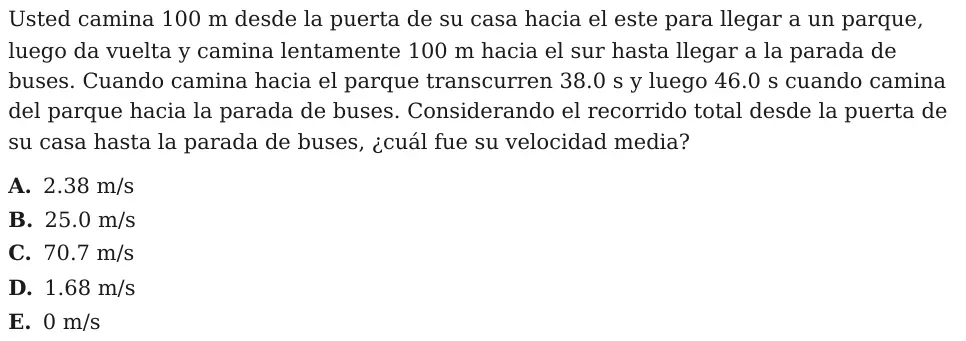 Usted camina 100 m desde la puerta de su casa hacia el este para llegar a un parque,
luego da vuelta y camina lentamente 100 m hacia el sur hasta llegar a la parada de
buses. Cuando camina hacia el parque transcurren 38.0 s y luego 46.0 s cuando camina
del parque hacia la parada de buses. Considerando el recorrido total desde la puerta de
su casa hasta la parada de buses, ¿cuál fue su velocidad media?
A. 2.38 m/s
B. 25.0 m/s
C. 70.7 m/s
D. 1.68 m/s
E. 0 m/s